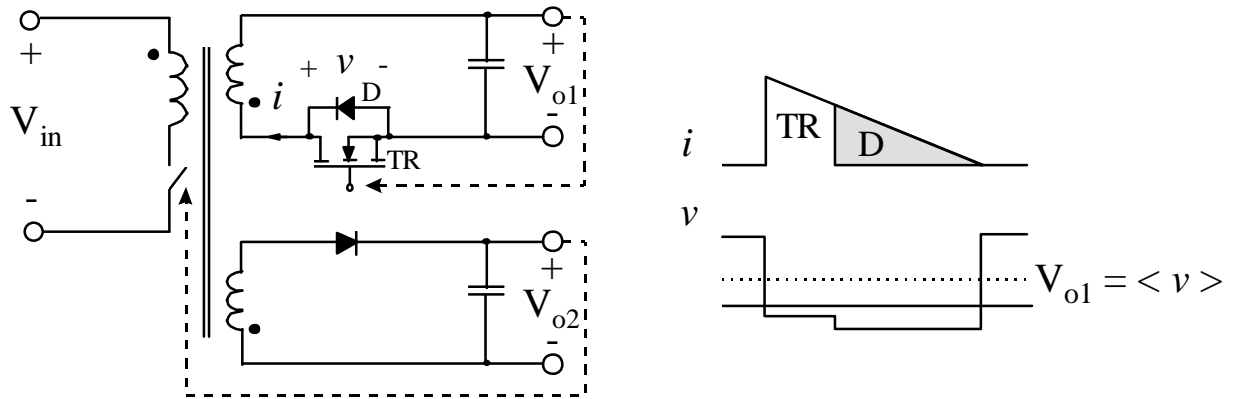 +
V_in
-
+ v -
i
D
TR
+
V_o1
-
+
V_o2
-
i
TR
D
v
V_o1 = < v >